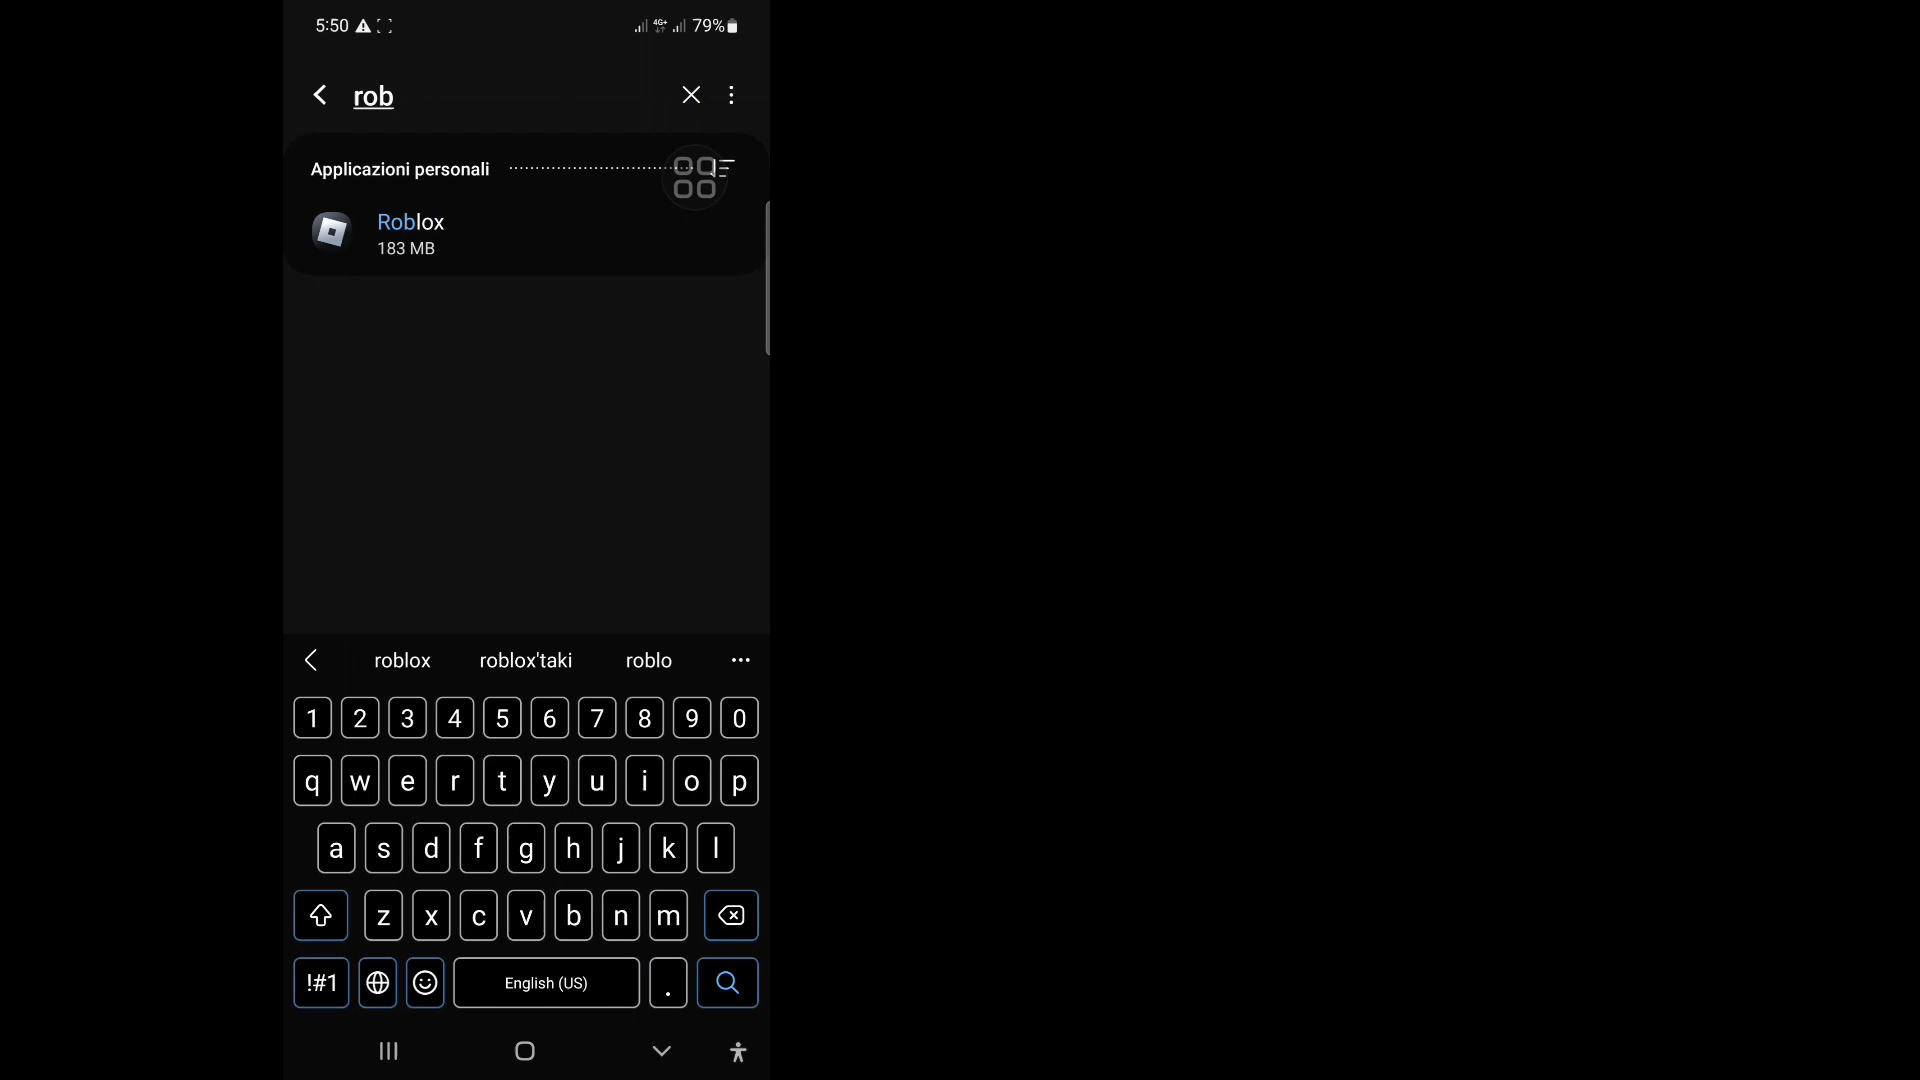 5:50 4G+ 79%
rob
Applicazioni personali
Roblox
183 MB
roblox roblox'taki roblo
1 2 3 4 5 6 7 8 9 0
q w e r t y u i o p
a s d f g h j k l
z x c v b n m
!#1 English (US) .